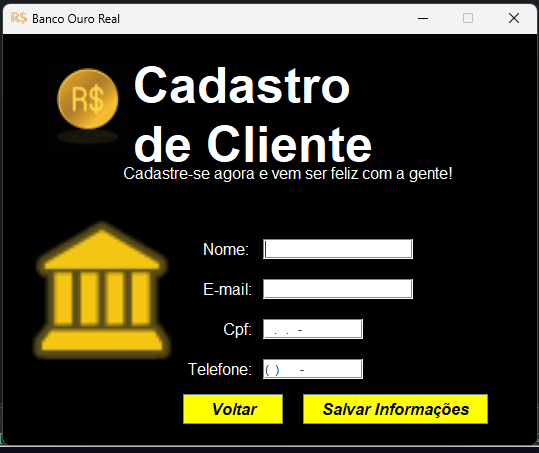 R$ Banco Ouro Real
R$ Cadastro
de Cliente
Cadastre-se agora e vem ser feliz com a gente!
Nome:
E-mail:
Cpf: . . -
Telefone: ( ) -
Voltar Salvar Informações